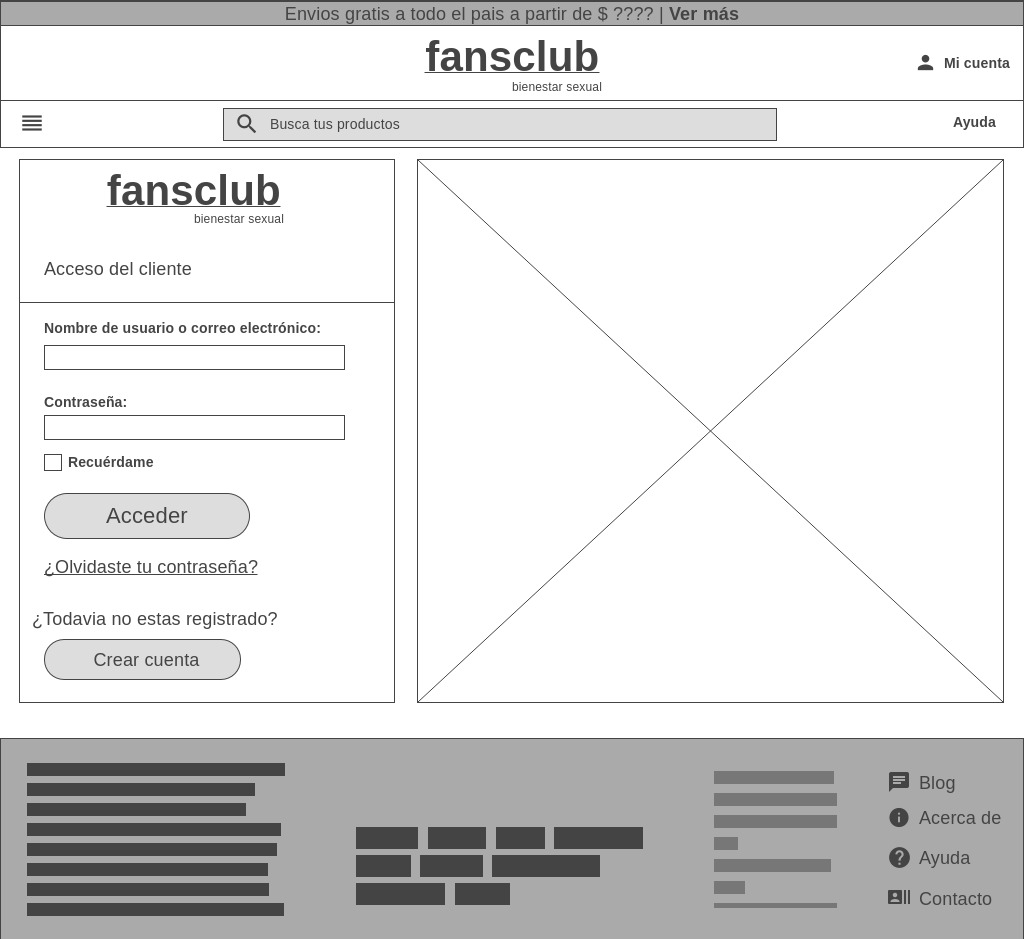 Envios gratis a todo el pais a partir de $ ???? | Ver más
fansclub
bienestar sexual
Mi cuenta
Busca tus productos
Ayuda
fansclub
bienestar sexual
Acceso del cliente
Nombre de usuario o correo electrónico:
Contraseña:
Recuérdame
Acceder
¿Olvidaste tu contraseña?
¿Todavia no estas registrado?
Crear cuenta
Blog
Acerca de
Ayuda
Contacto